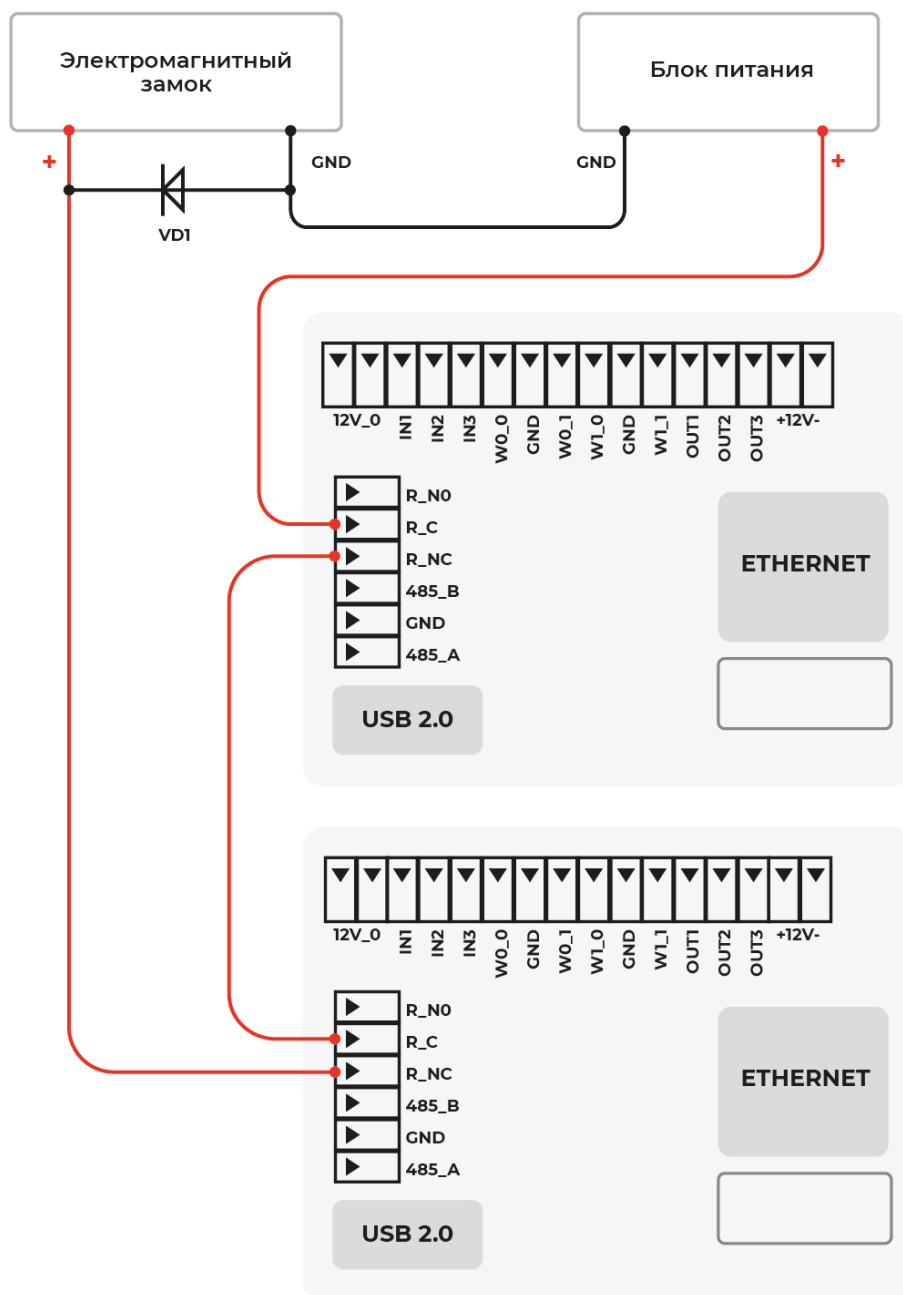 Электромагнитный
замок
Блок питания
+
GND
GND
+
VD1
12V_0
IN1
IN2
IN3
W0_0
GND
W0_1
W1_0
GND
W1_1
OUT1
OUT2
OUT3
+12V-
R_N0
R_C
R_NC
485_B
GND
485_A
ETHERNET
USB 2.0
12V_0
IN1
IN2
IN3
W0_0
GND
W0_1
W1_0
GND
W1_1
OUT1
OUT2
OUT3
+12V-
R_N0
R_C
R_NC
485_B
GND
485_A
ETHERNET
USB 2.0